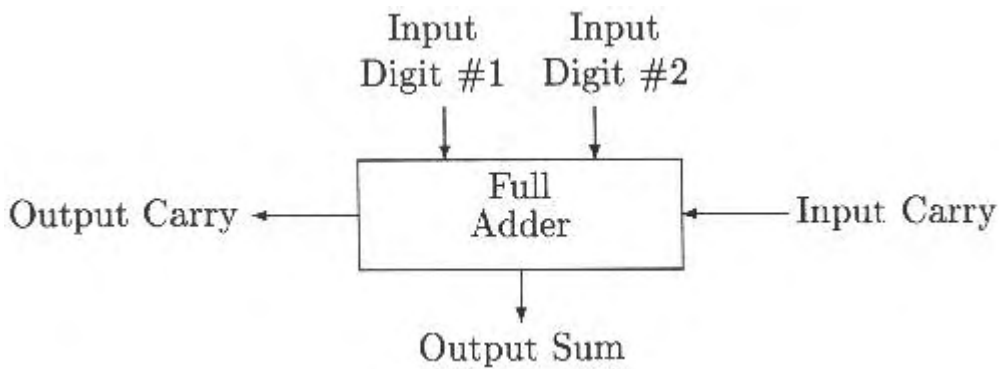 Input
Digit #1
Input
Digit #2
Full
Adder
Output Carry
Input Carry
Output Sum